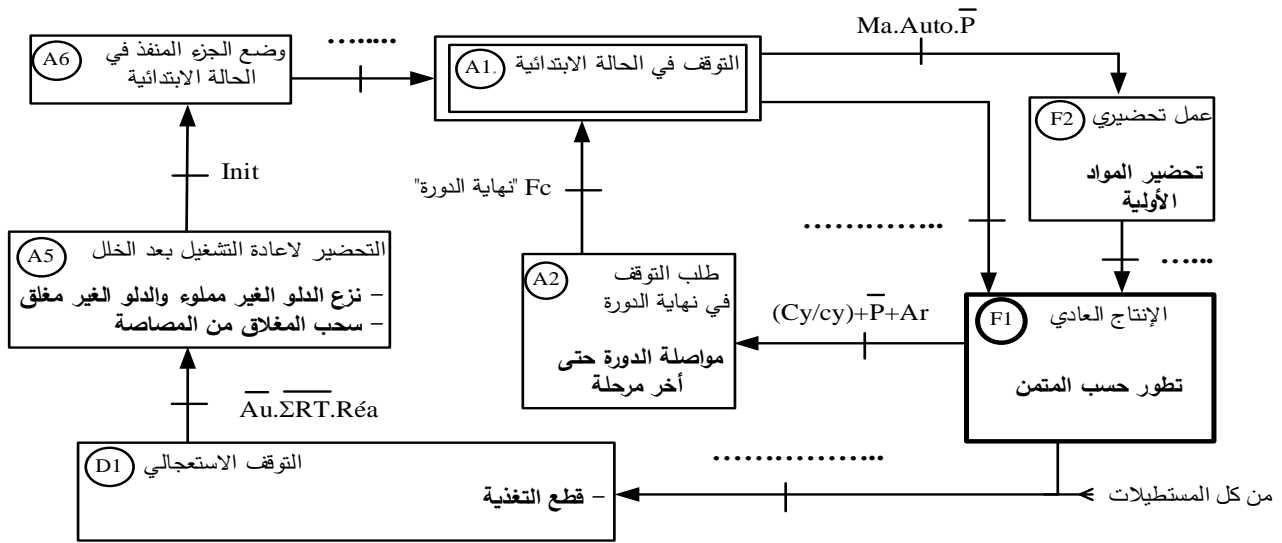 Ma.Auto.P̅
.........
A6
وضع الجزء المنفذ في
الحالة الابتدائية
A1.
التوقف في الحالة الابتدائية
F2
عمل تحضيري
تحضير المواد
الأولية
Init
Fc "نهاية الدورة"
..............
......
A5
التحضير لاعادة التشغيل بعد الخلل
– نزع الدلو الغير مملوء والدلو الغير مغلق
– سحب المغلاق من المصاصة
A2
طلب التوقف
في نهاية الدورة
مواصلة الدورة حتى
أخر مرحلة
(Cy/cy)+P̅+Ar
F1
الإنتاج العادي
تطور حسب المتمن
A̅u̅.Σ̅R̅T̅.Réa
D1
التوقف الاستعجالي
– قطع التغذية
.................
من كل المستطيلات